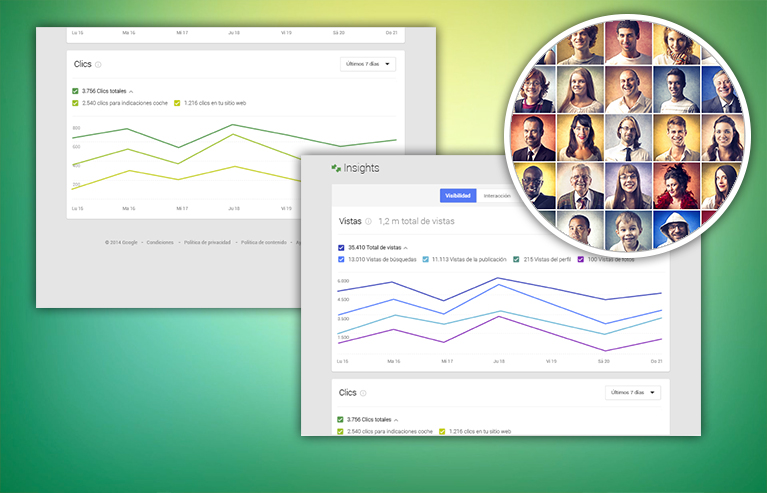 Lu 15 Ma 16 Mi 17 Ju 18 Vi 19 Sá 20 Do 21
Clics
Últimos 7 días
3.756 Clics totales
2.540 clics para indicaciones coche 1.216 clics en tu sitio web
800
600
400
200
Lu 15 Ma 16 Mi 17 Ju 18
© 2014 Google • Condiciones • Política de privacidad • Política de contenido •
Insights
Visibilidad Interacción
Vistas 1,2 m total de vistas
35.410 Total de vistas
13.010 Vistas de búsquedas 11.113 Vistas de la publicación 215 Vistas del perfil 100 Vistas de fotos
4.500
1.500
Lu 15 Ma 16 Mi 17 Ju 18 Vi 19 Sá 20 Do 21
Clics
Últimos 7 días
3.756 Clics totales
2.540 clics para indicaciones coche 1.216 clics en tu sitio web